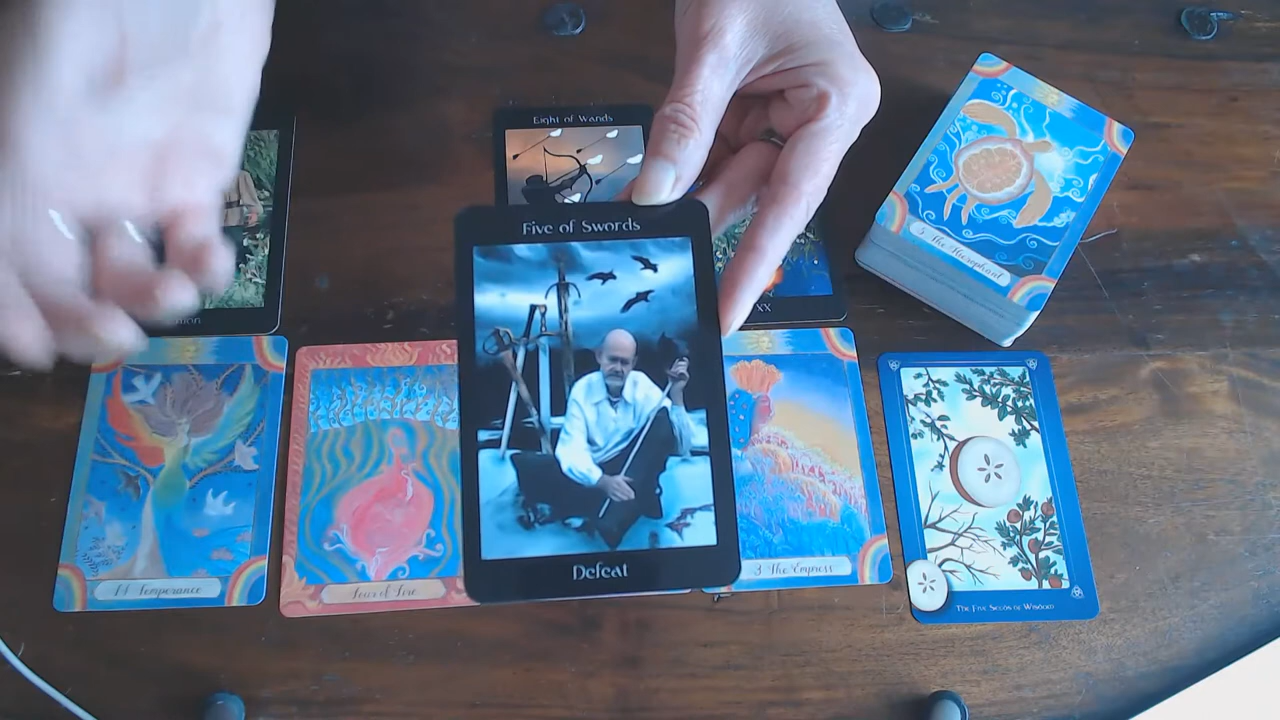 Eight of Wands
Five of Swords
XX
5 The Hierophant
Defeat
Temperance
Four of Fire
3 The Empress
The Five Seeds of Wisdom